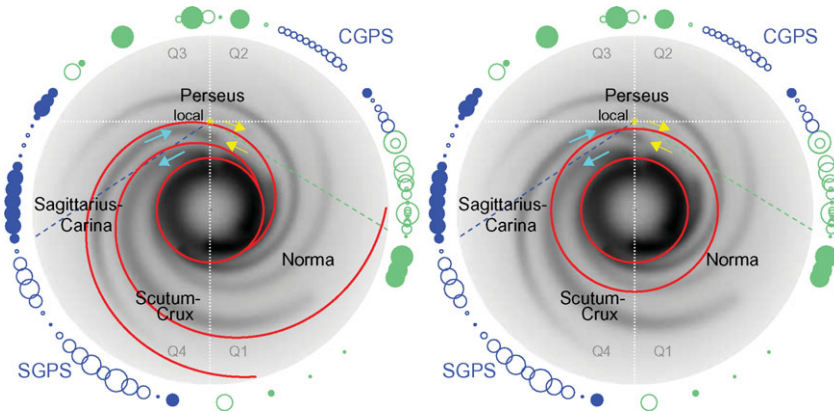 CGPS
Q3
Q2
Perseus
local
Sagittarius-
Carina
Norma
Scutum-
Crux
Q4
Q1
SGPS
CGPS
Q3
Q2
Perseus
local
Sagittarius-
Carina
Norma
Scutum-
Crux
Q4
Q1
SGPS